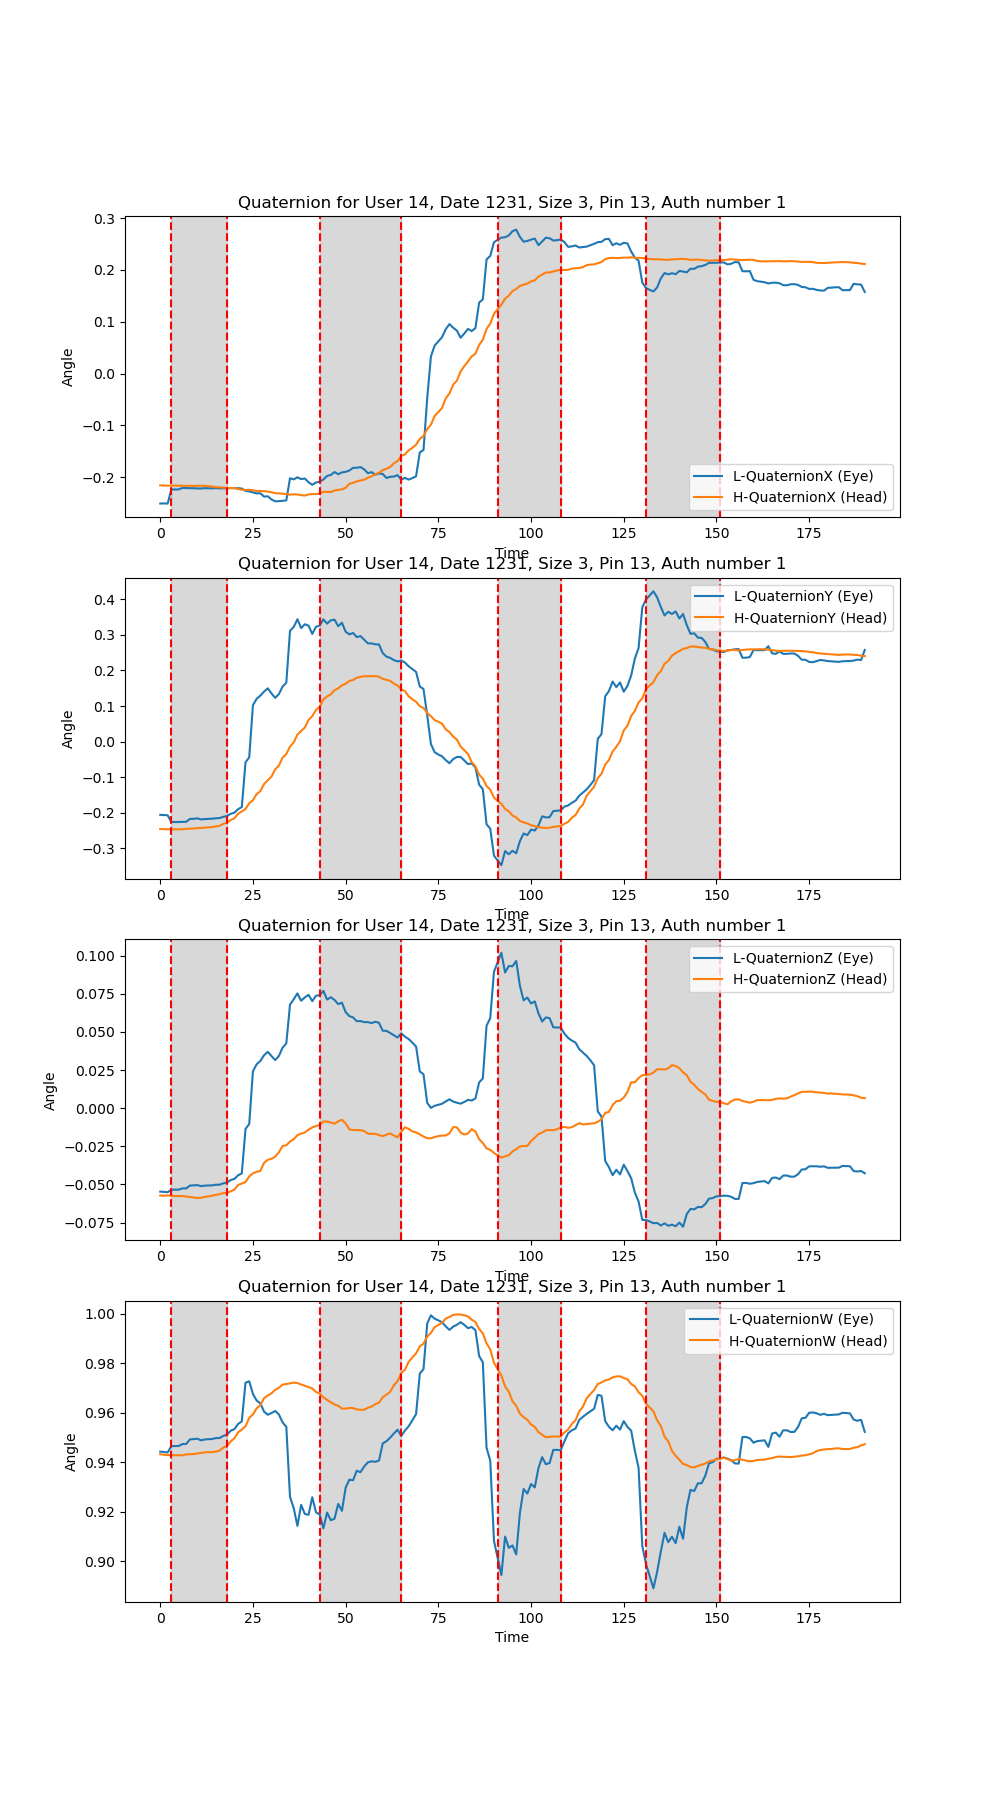 Quaternion for User 14, Date 1231, Size 3, Pin 13, Auth number 1
0.3
0.2
0.1
0.0
−0.1
−0.2
Angle
L-QuaternionX (Eye)
H-QuaternionX (Head)
0 25 50 75 100 125 150 175
Time
Quaternion for User 14, Date 1231, Size 3, Pin 13, Auth number 1
0.4
0.3
0.2
0.1
0.0
−0.1
−0.2
−0.3
Angle
L-QuaternionY (Eye)
H-QuaternionY (Head)
0 25 50 75 100 125 150 175
Time
Quaternion for User 14, Date 1231, Size 3, Pin 13, Auth number 1
0.100
0.075
0.050
0.025
0.000
−0.025
−0.050
−0.075
Angle
L-QuaternionZ (Eye)
H-QuaternionZ (Head)
0 25 50 75 100 125 150 175
Time
Quaternion for User 14, Date 1231, Size 3, Pin 13, Auth number 1
1.00
0.98
0.96
0.94
0.92
0.90
Angle
L-QuaternionW (Eye)
H-QuaternionW (Head)
0 25 50 75 100 125 150 175
Time